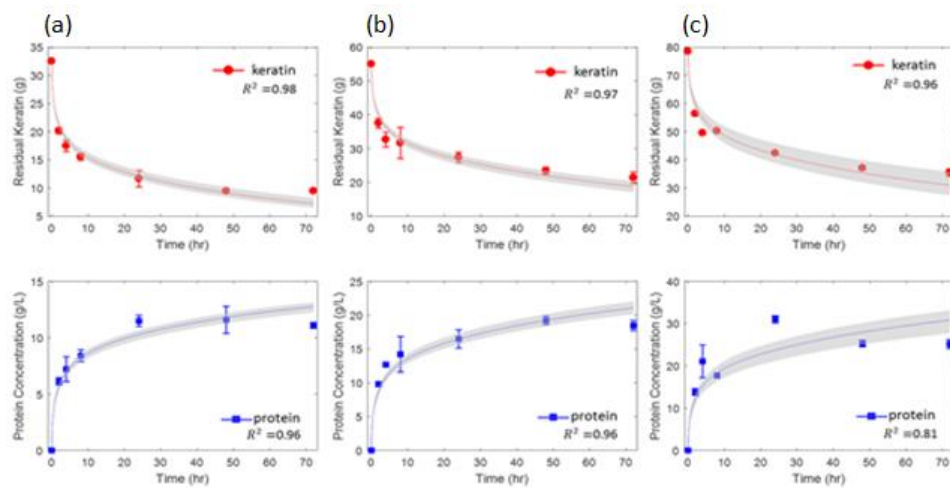 (a)
(b)
(c)
35
30
25
20
15
10
5
Residual Keratin (g)
keratin
R² =0.98
0 10 20 30 40 50 60 70
Time (hr)
60
50
40
30
20
10
Residual Keratin (g)
keratin
R² =0.97
0 10 20 30 40 50 60 70
Time (hr)
80
70
60
50
40
30
20
Residual Keratin (g)
keratin
R² =0.96
0 10 20 30 40 50 60 70
Time (hr)
15
10
5
0
Protein Concentration (g/L)
protein
R² =0.96
0 10 20 30 40 50 60 70
Time (hr)
25
20
15
10
5
0
Protein Concentration (g/L)
protein
R² =0.96
0 10 20 30 40 50 60 70
Time (hr)
40
30
20
10
0
Protein Concentration (g/L)
protein
R² =0.81
0 10 20 30 40 50 60 70
Time (hr)